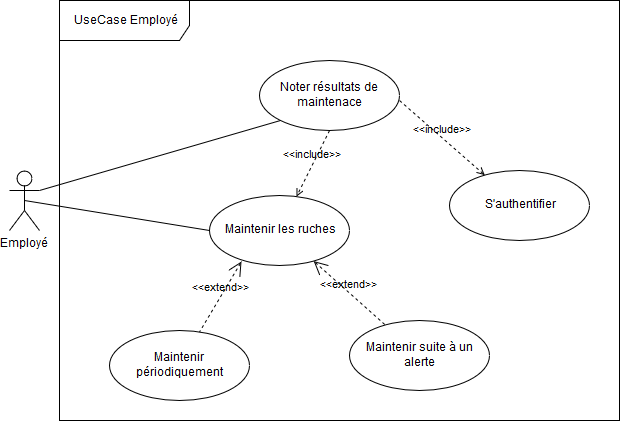 UseCase Employé
Noter résultats de
maintenace
<<include>>
<<include>>
S'authentifier
Employé
Maintenir les ruches
<<extend>>
<<extend>>
Maintenir
périodiquement
Maintenir suite à un
alerte